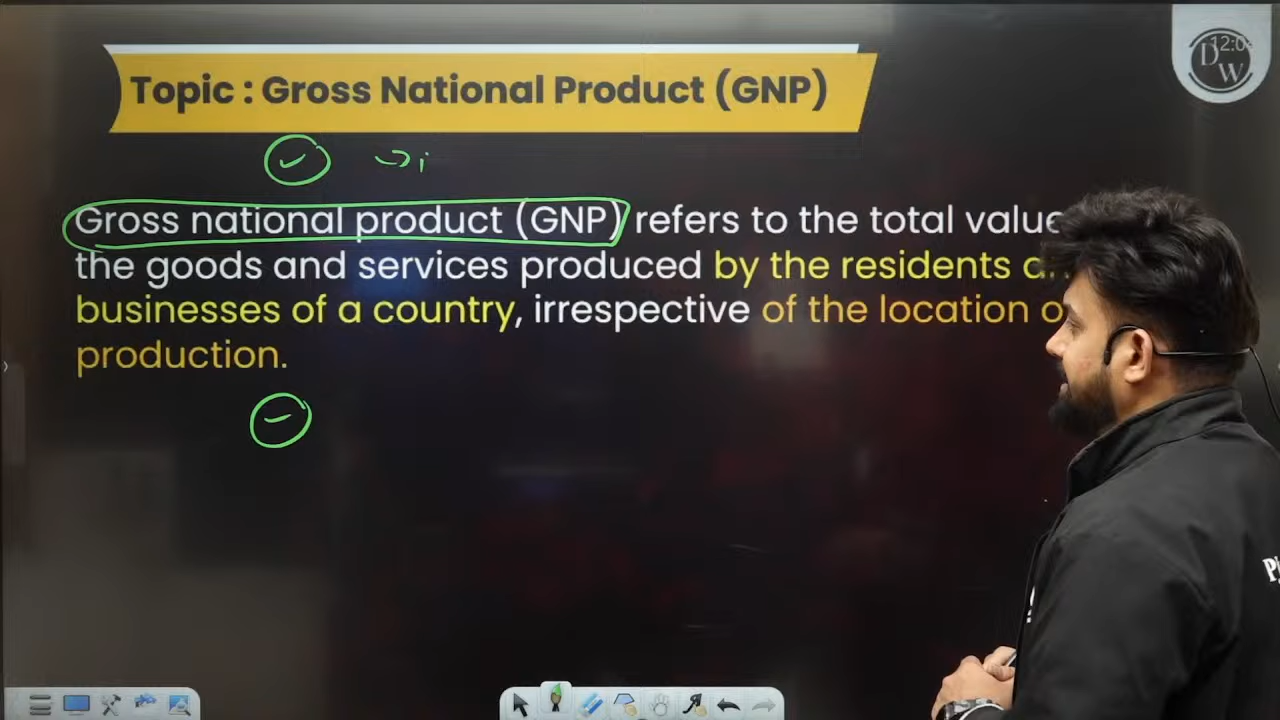 Topic : Gross National Product (GNP)
Gross national product (GNP) refers to the total value
the goods and services produced by the residents
businesses of a country, irrespective of the location
production.
DW